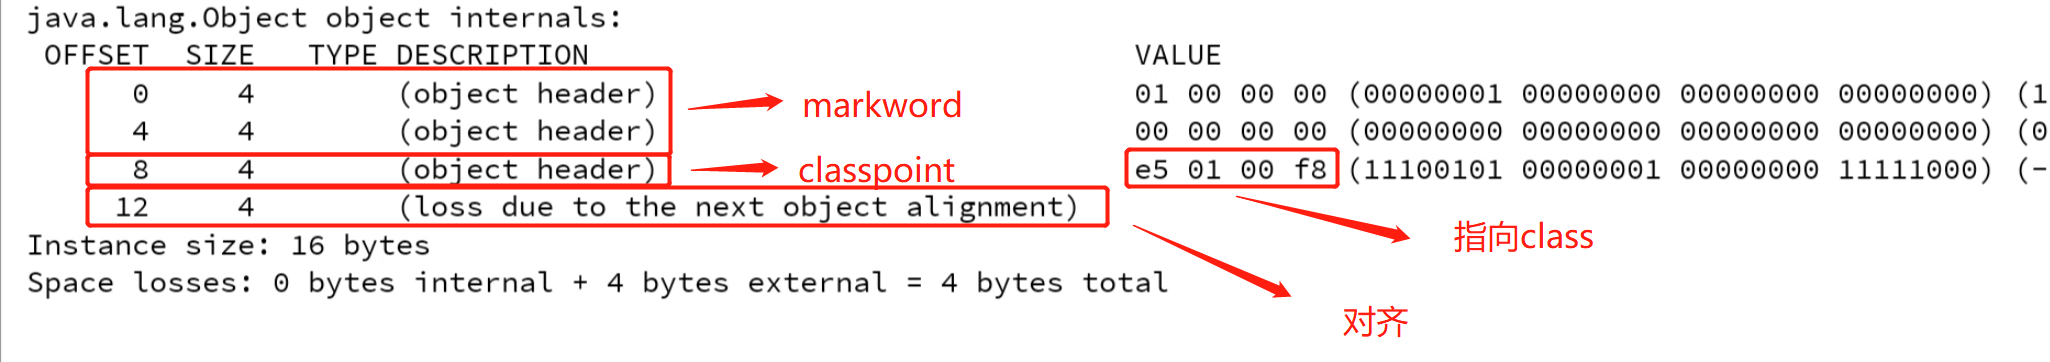 java.lang.Object object internals:
OFFSET SIZE TYPE DESCRIPTION VALUE
0 4 (object header) markword 01 00 00 00 (00000001 00000000 00000000 00000000) (1
4 4 (object header) 00 00 00 00 (00000000 00000000 00000000 00000000) (0
8 4 (object header) classpoint e5 01 00 f8 (11100101 00000001 00000000 11111000) (-
12 4 (loss due to the next object alignment)
指向class
Instance size: 16 bytes
Space losses: 0 bytes internal + 4 bytes external = 4 bytes total
对齐